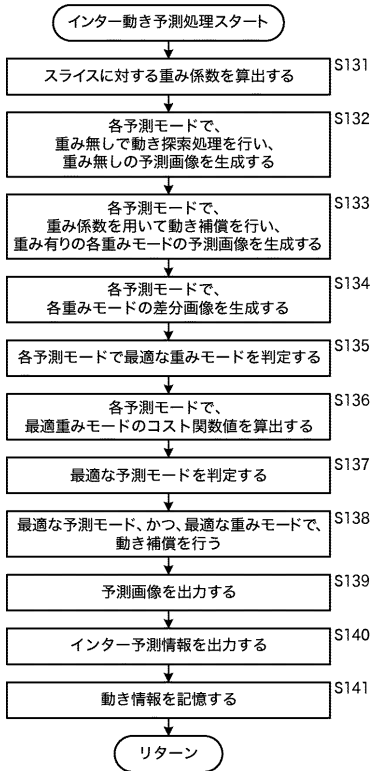 インター動き予測処理スタート
S131
スライスに対する重み係数を算出する
S132
各予測モードで、
重み無しで動き探索処理を行い、
重み無しの予測画像を生成する
S133
各予測モードで、
重み係数を用いて動き補償を行い、
重み有りの各重みモードの予測画像を生成する
S134
各予測モードで、
各重みモードの差分画像を生成する
S135
各予測モードで最適な重みモードを判定する
S136
各予測モードで、
最適重みモードのコスト関数値を算出する
S137
最適な予測モードを判定する
S138
最適な予測モード、かつ、最適な重みモードで、
動き補償を行う
S139
予測画像を出力する
S140
インター予測情報を出力する
S141
動き情報を記憶する
リターン